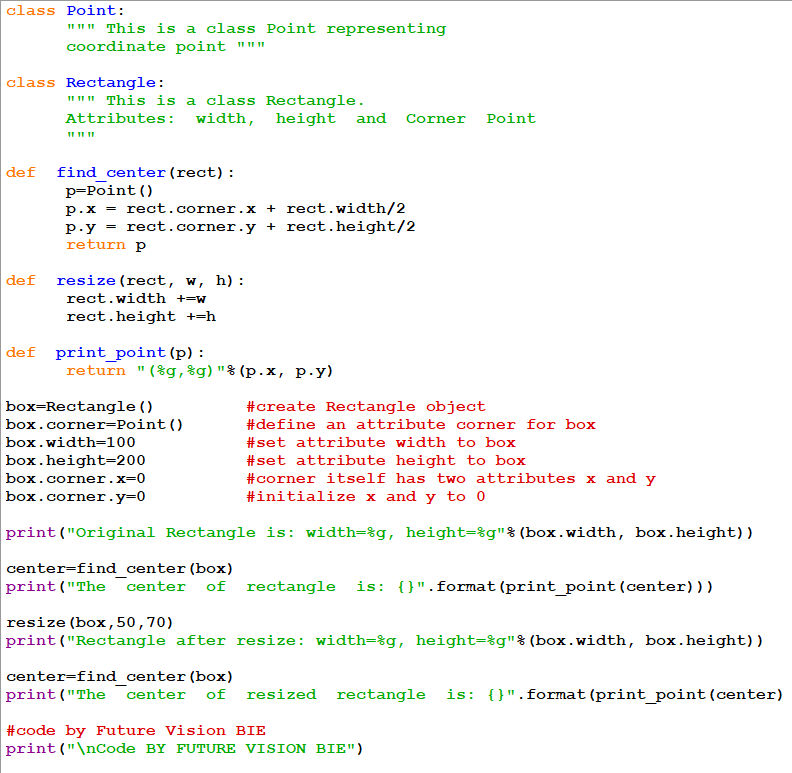 class Point:
""" This is a class Point representing
coordinate point """
class Rectangle:
""" This is a class Rectangle.
Attributes: width, height and Corner Point
"""
def find_center(rect):
p=Point()
p.x = rect.corner.x + rect.width/2
p.y = rect.corner.y + rect.height/2
return p
def resize(rect, w, h):
rect.width +=w
rect.height +=h
def print_point(p):
return "(%g,%g)"%(p.x, p.y)
box=Rectangle() #create Rectangle object
box.corner=Point() #define an attribute corner for box
box.width=100 #set attribute width to box
box.height=200 #set attribute height to box
box.corner.x=0 #corner itself has two attributes x and y
box.corner.y=0 #initialize x and y to 0
print("Original Rectangle is: width=%g, height=%g"%(box.width, box.height))
center=find_center(box)
print("The center of rectangle is: {}".format(print_point(center)))
resize(box,50,70)
print("Rectangle after resize: width=%g, height=%g"%(box.width, box.height))
center=find_center(box)
print("The center of resized rectangle is: {}".format(print_point(center)
#code by Future Vision BIE
print("\nCode BY FUTURE VISION BIE")